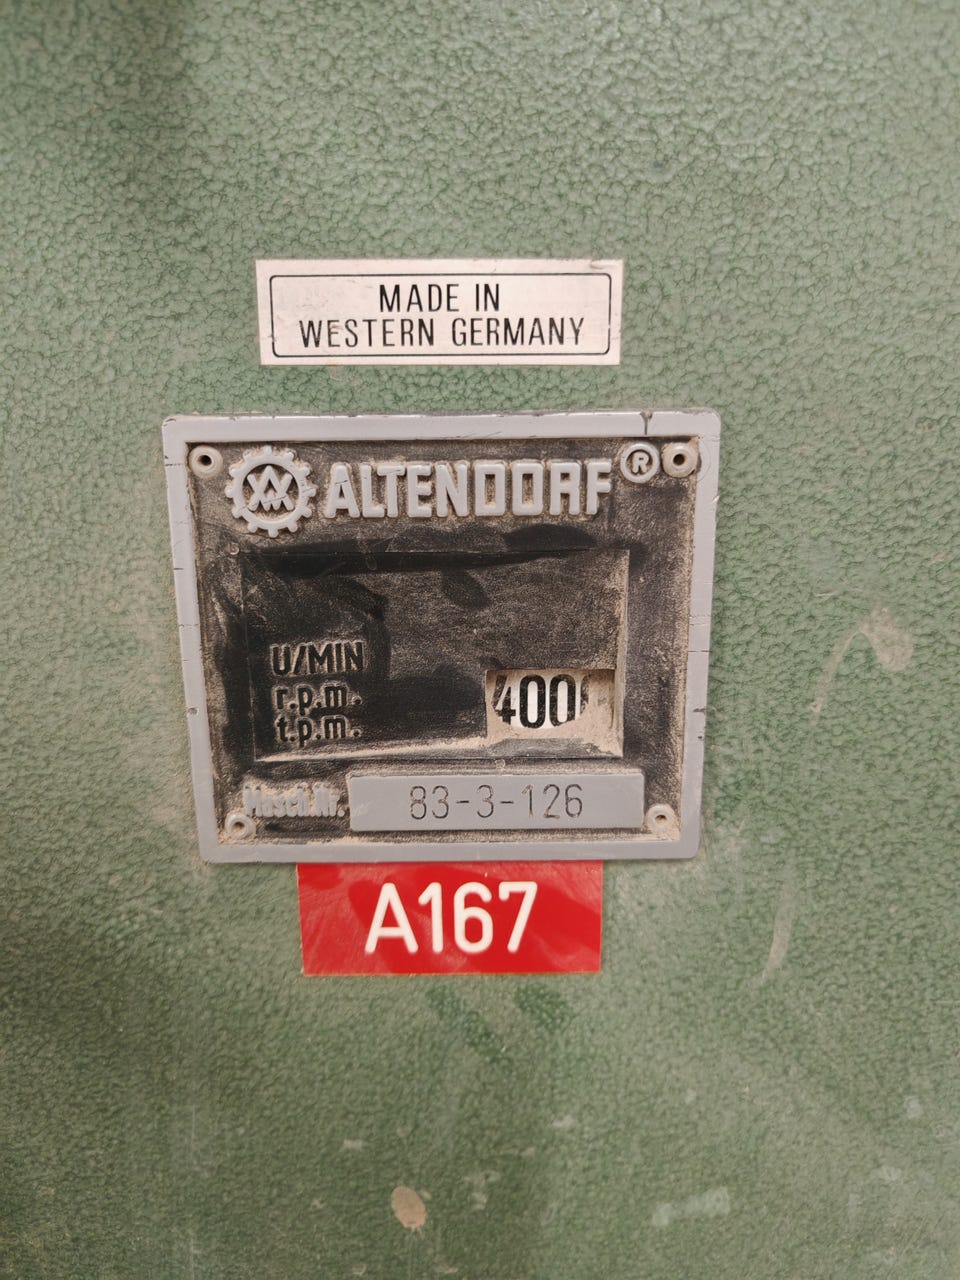 MADE IN
WESTERN GERMANY
ALTENDORF®
U/MIN
r.p.m.
t.p.m.
400
Masch.Nr. 83-3-126
A167